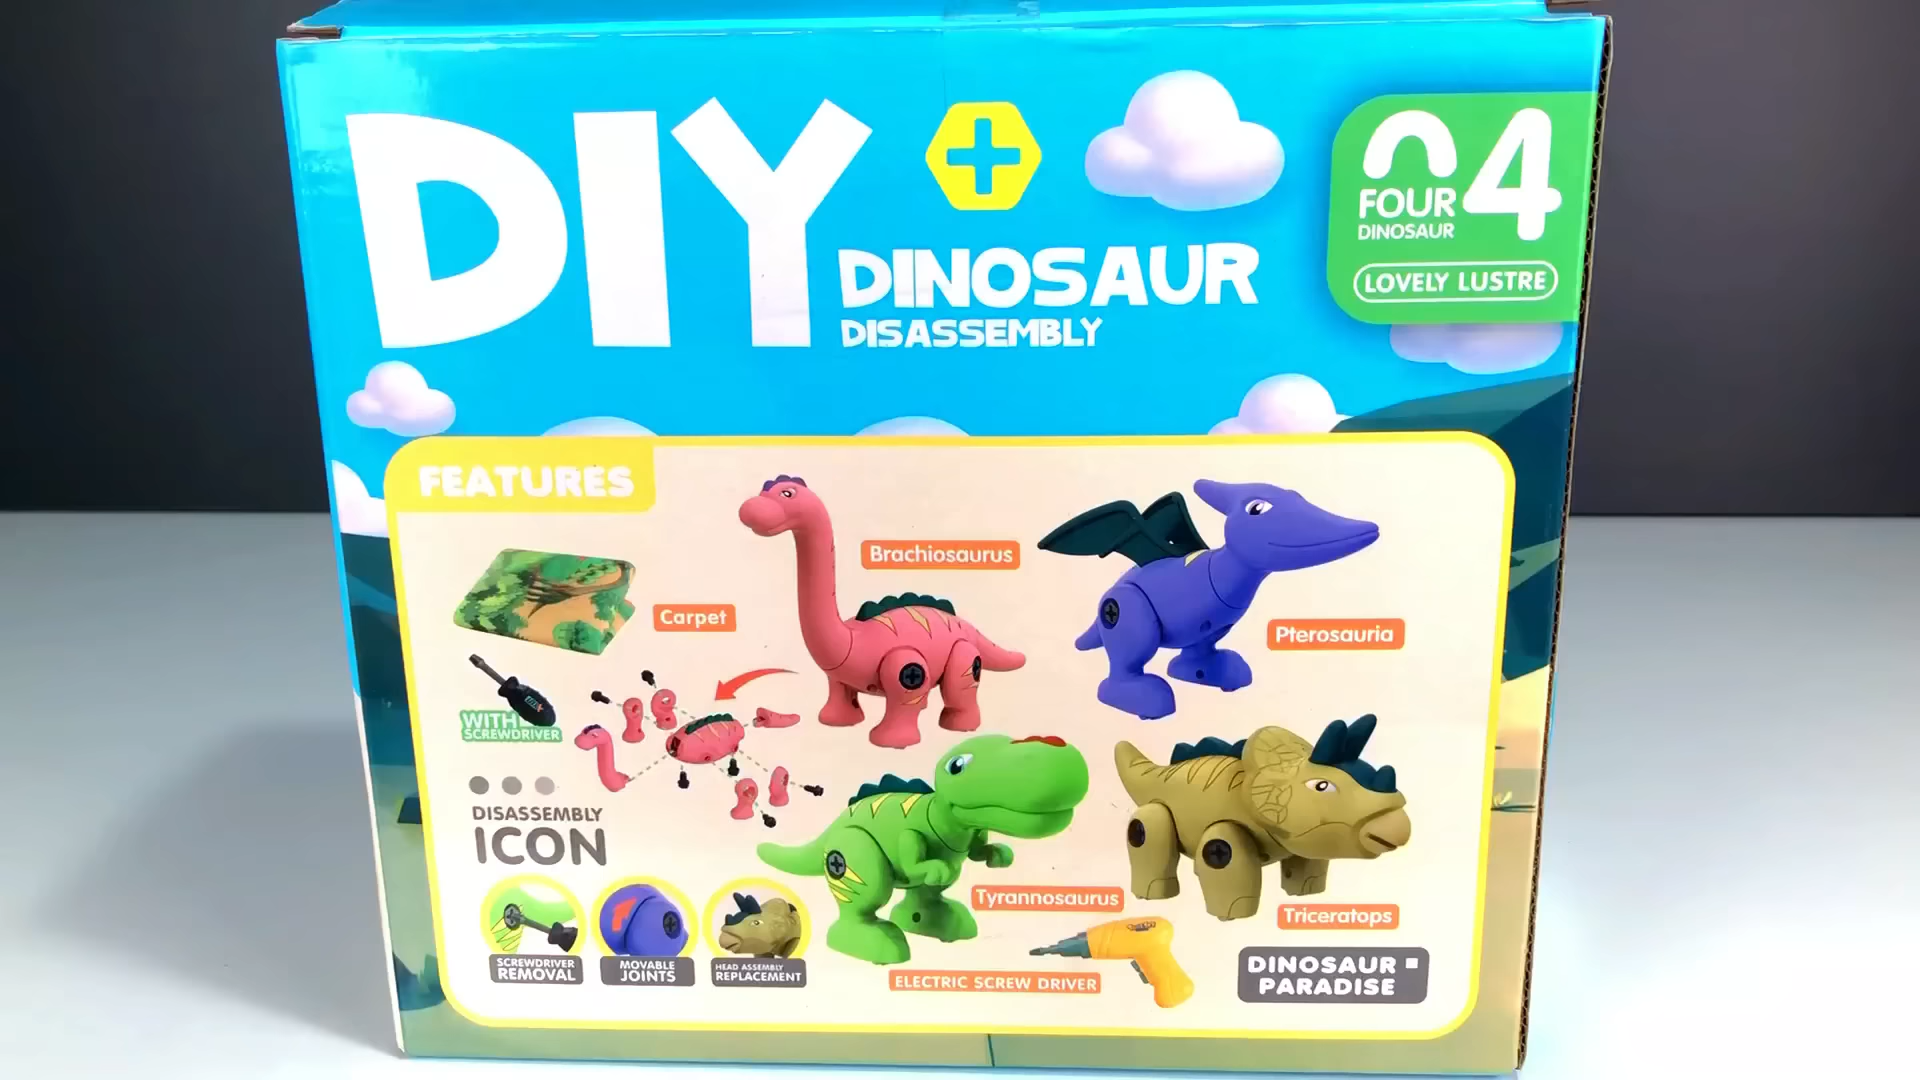 DIY
DINOSAUR
DISASSEMBLY
4
FOUR
DINOSAUR
LOVELY LUSTRE
FEATURES
Brachiosaurus
Carpet
Pterosauria
WITH
SCREWDRIVER
DISASSEMBLY
ICON
Tyrannosaurus
Triceratops
SCREWDRIVER
REMOVAL
MOVABLE
JOINTS
HEAD ASSEMBLY
REPLACEMENT
ELECTRIC SCREW DRIVER
DINOSAUR
PARADISE